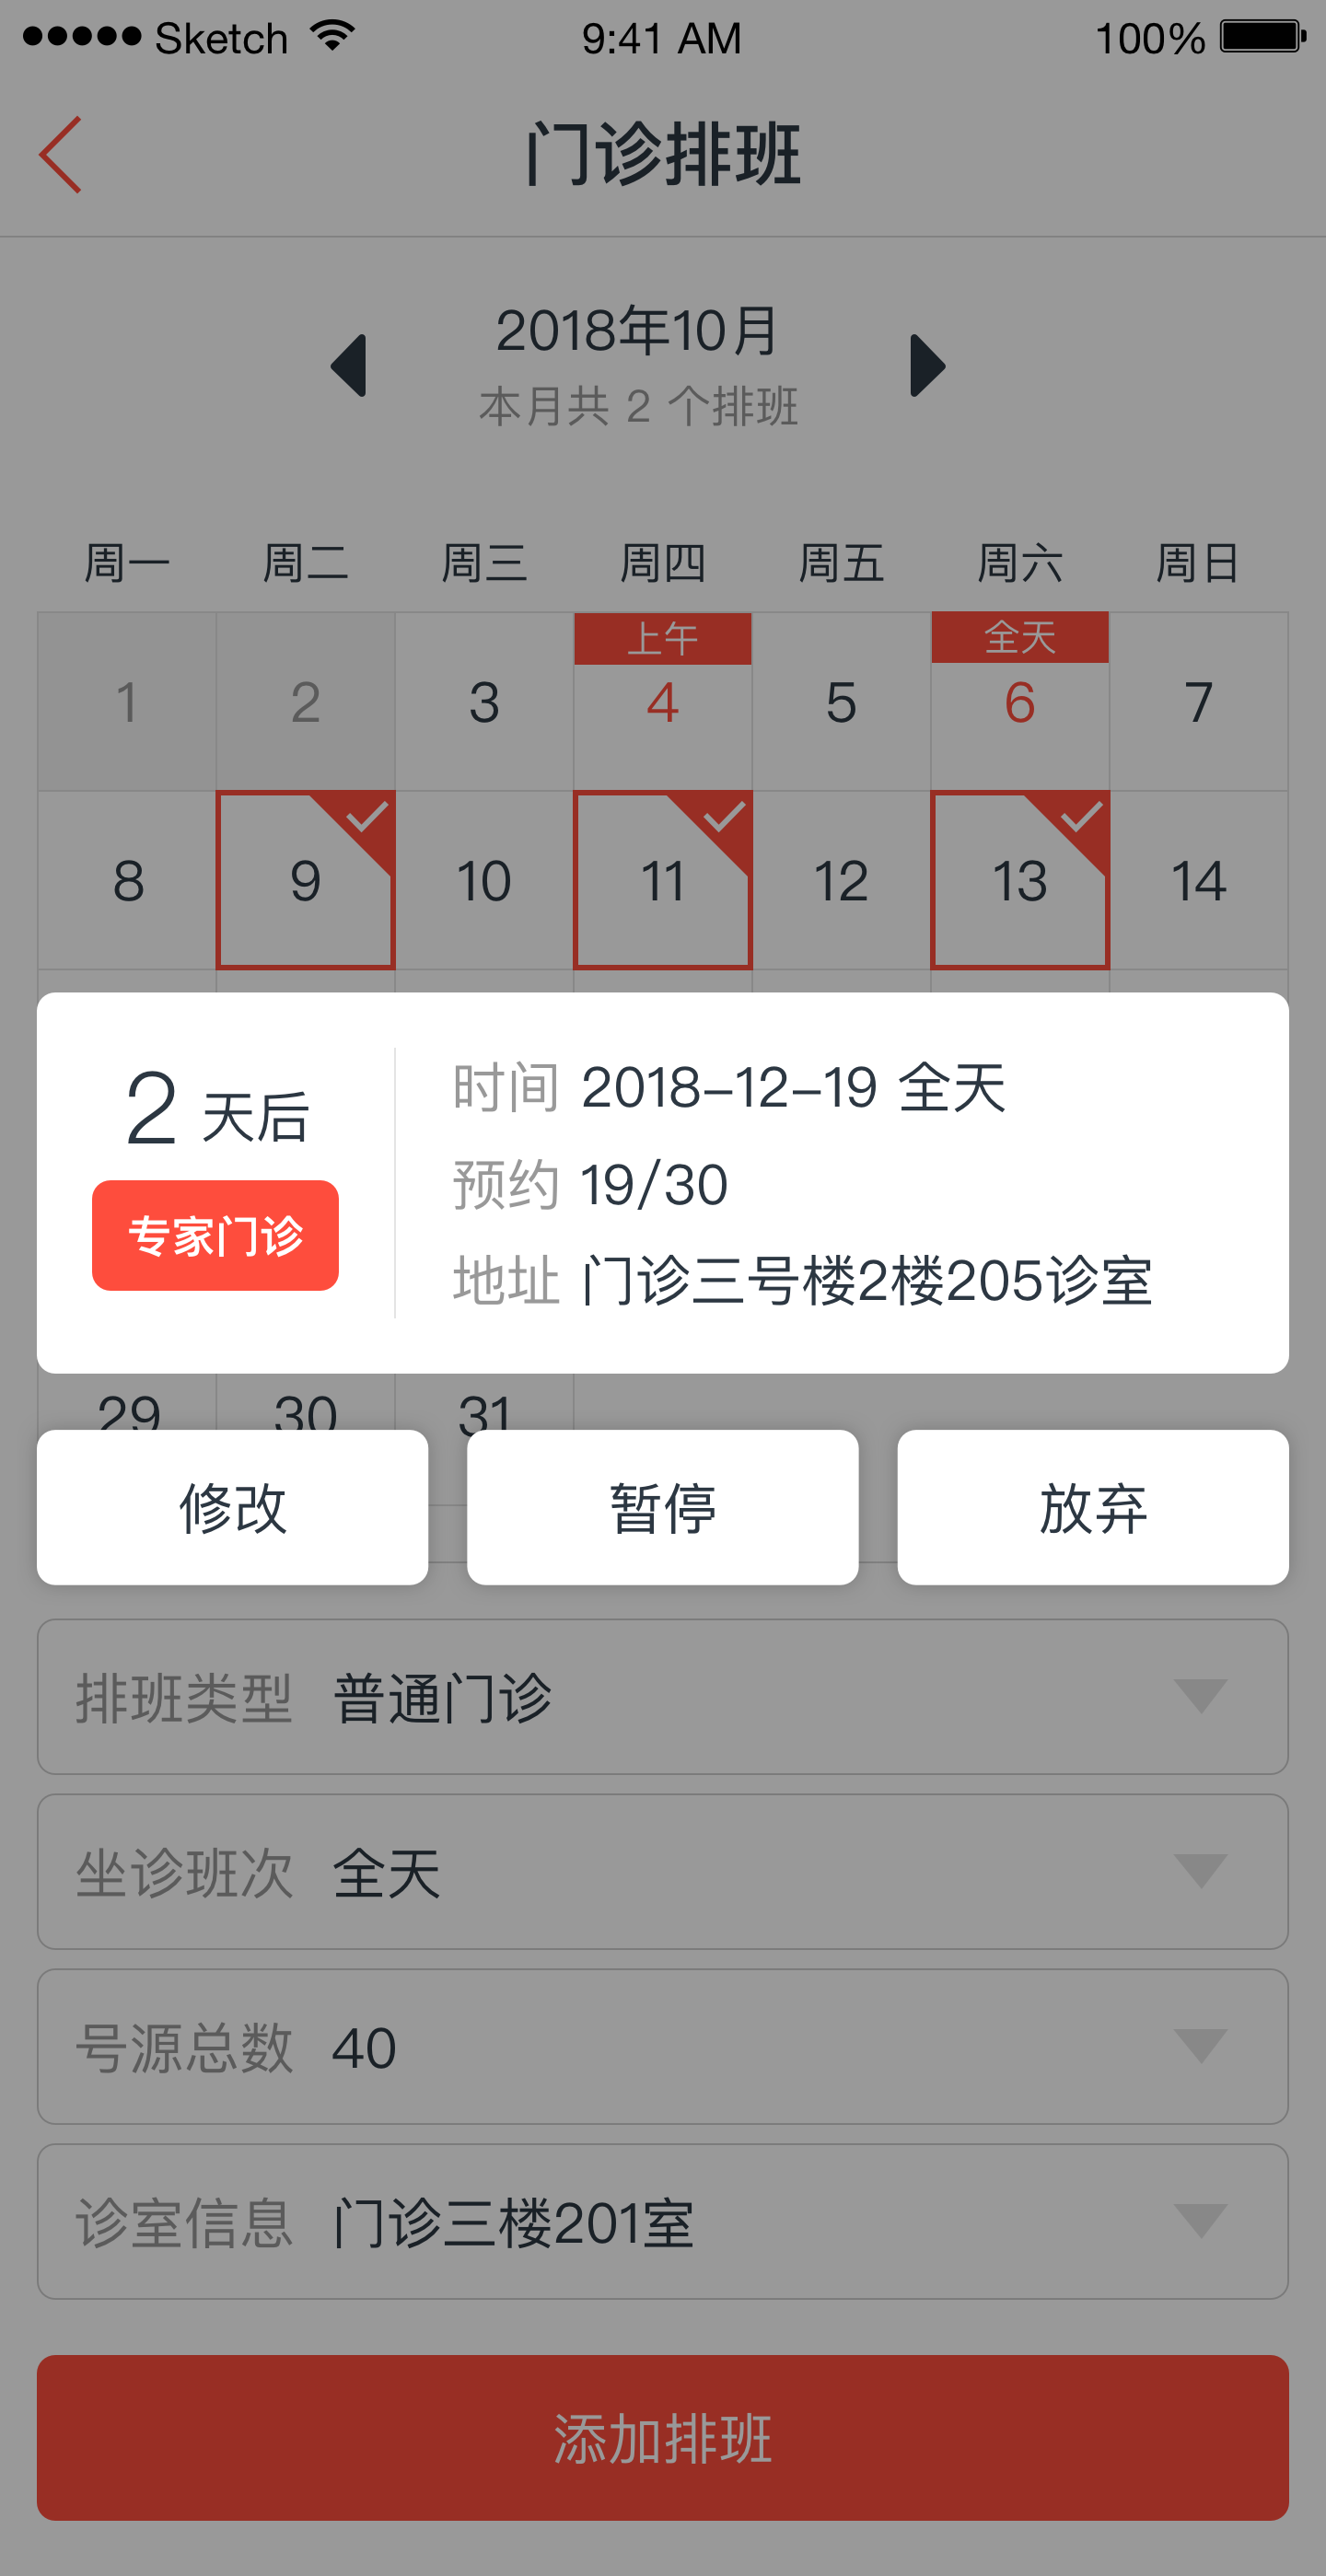 Sketch 9:41 AM 100%
门诊排班
2018年10月
本月共 2 个排班
周一 周二 周三 周四 周五 周六 周日
上午 全天
1 2 3 4 5 6 7
8 9 10 11 12 13 14
2 天后
专家门诊
时间 2018-12-19 全天
预约 19/30
地址 门诊三号楼2楼205诊室
29 30 31
修改 暂停 放弃
排班类型 普通门诊
坐诊班次 全天
号源总数 40
诊室信息 门诊三楼201室
添加排班